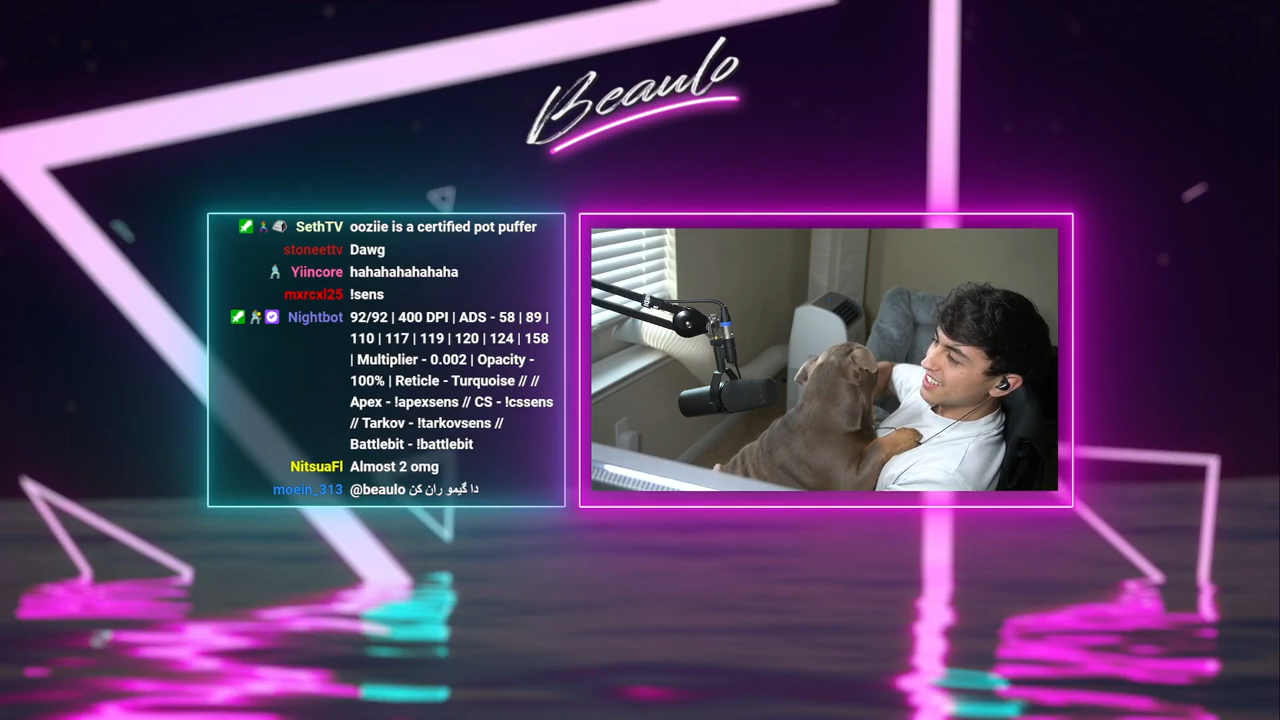 Beaulo
SethTV ooziie is a certified pot puffer
stoneettv Dawg
Yiincore hahahahahahaha
mxrcxl25 !sens
Nightbot 92/92 | 400 DPI | ADS - 58 | 89 |
110 | 117 | 119 | 120 | 124 | 158
| Multiplier - 0.002 | Opacity -
100% | Reticle - Turquoise // //
Apex - !apexsens // CS - !cssens
// Tarkov - !tarkovsens //
Battlebit - !battlebit
NitsuaFl Almost 2 omg
moein_313 @beaulo دا گیمو ران کن